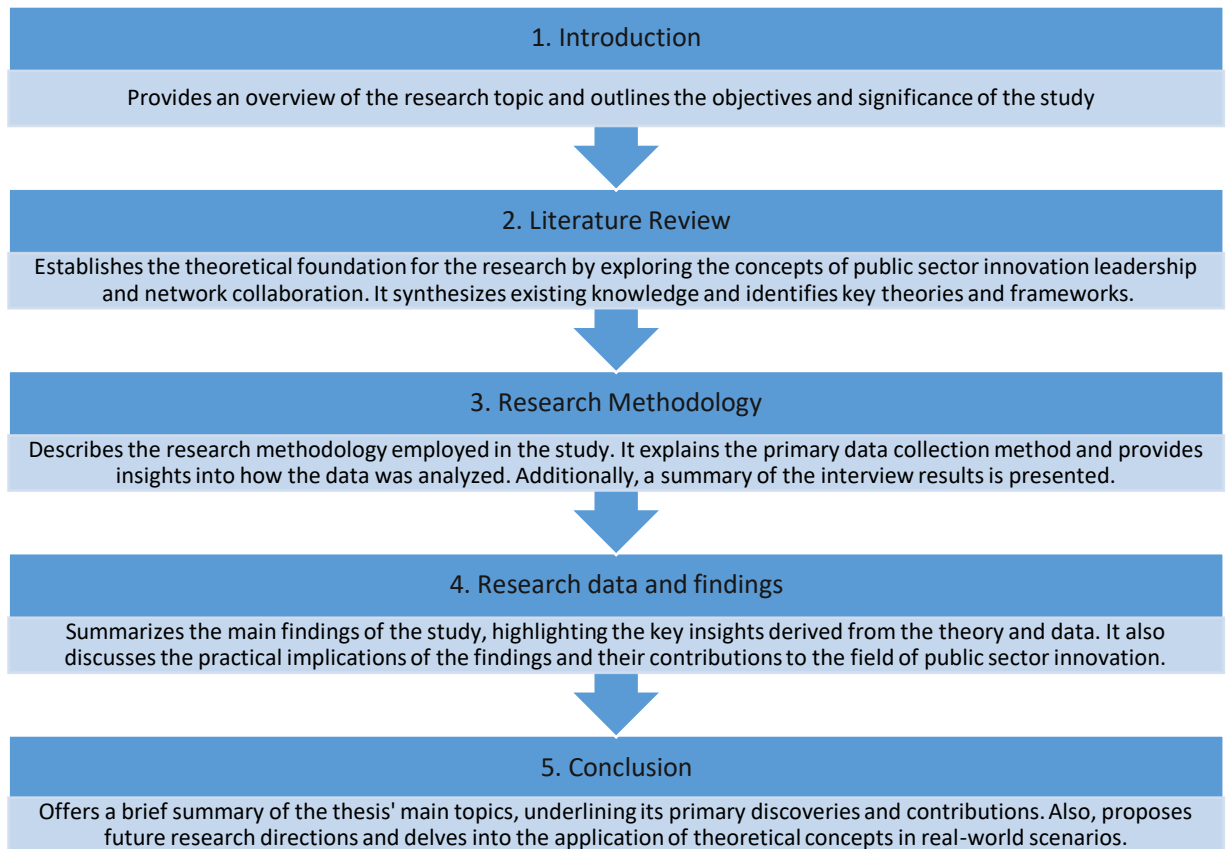 1. Introduction
Provides an overview of the research topic and outlines the objectives and significance of the study
2. Literature Review
Establishes the theoretical foundation for the research by exploring the concepts of public sector innovation leadership
and network collaboration. It synthesizes existing knowledge and identifies key theories and frameworks.
3. Research Methodology
Describes the research methodology employed in the study. It explains the primary data collection method and provides
insights into how the data was analyzed. Additionally, a summary of the interview results is presented.
4. Research data and findings
Summarizes the main findings of the study, highlighting the key insights derived from the theory and data. It also
discusses the practical implications of the findings and their contributions to the field of public sector innovation.
5. Conclusion
Offers a brief summary of the thesis' main topics, underlining its primary discoveries and contributions. Also, proposes
future research directions and delves into the application of theoretical concepts in real-world scenarios.